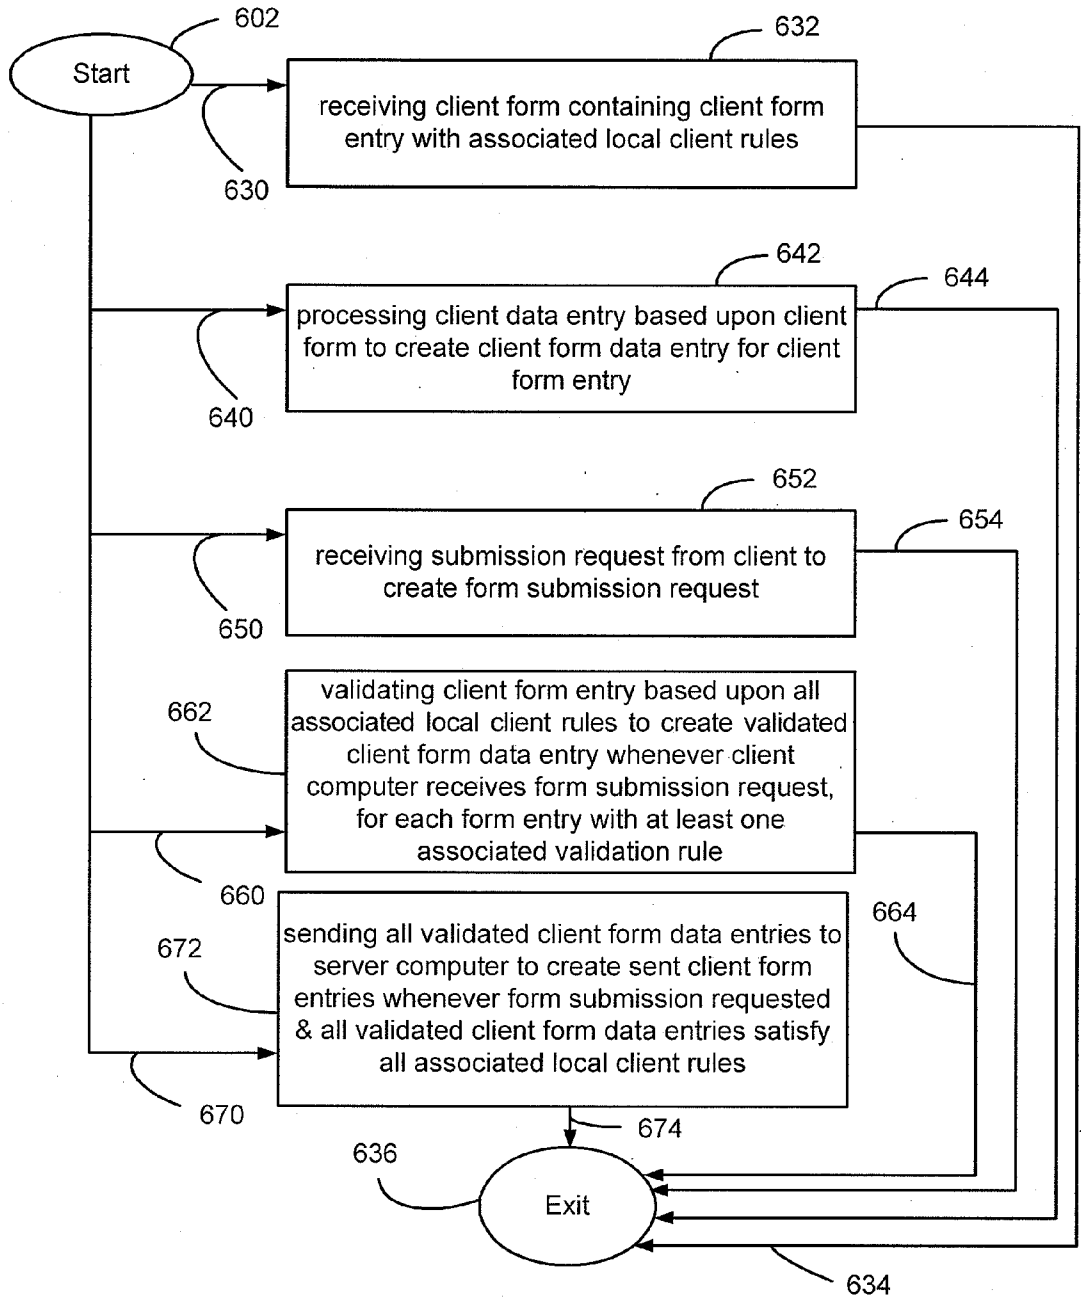 602
Start
632
receiving client form containing client form
entry with associated local client rules
630
642
644
processing client data entry based upon client
form to create client form data entry for client
form entry
640
652
654
receiving submission request from client to
create form submission request
650
662
validating client form entry based upon all
associated local client rules to create validated
client form data entry whenever client
computer receives form submission request,
for each form entry with at least one
associated validation rule
660
664
672
sending all validated client form data entries to
server computer to create sent client form
entries whenever form submission requested
& all validated client form data entries satisfy
all associated local client rules
670
674
636
Exit
634